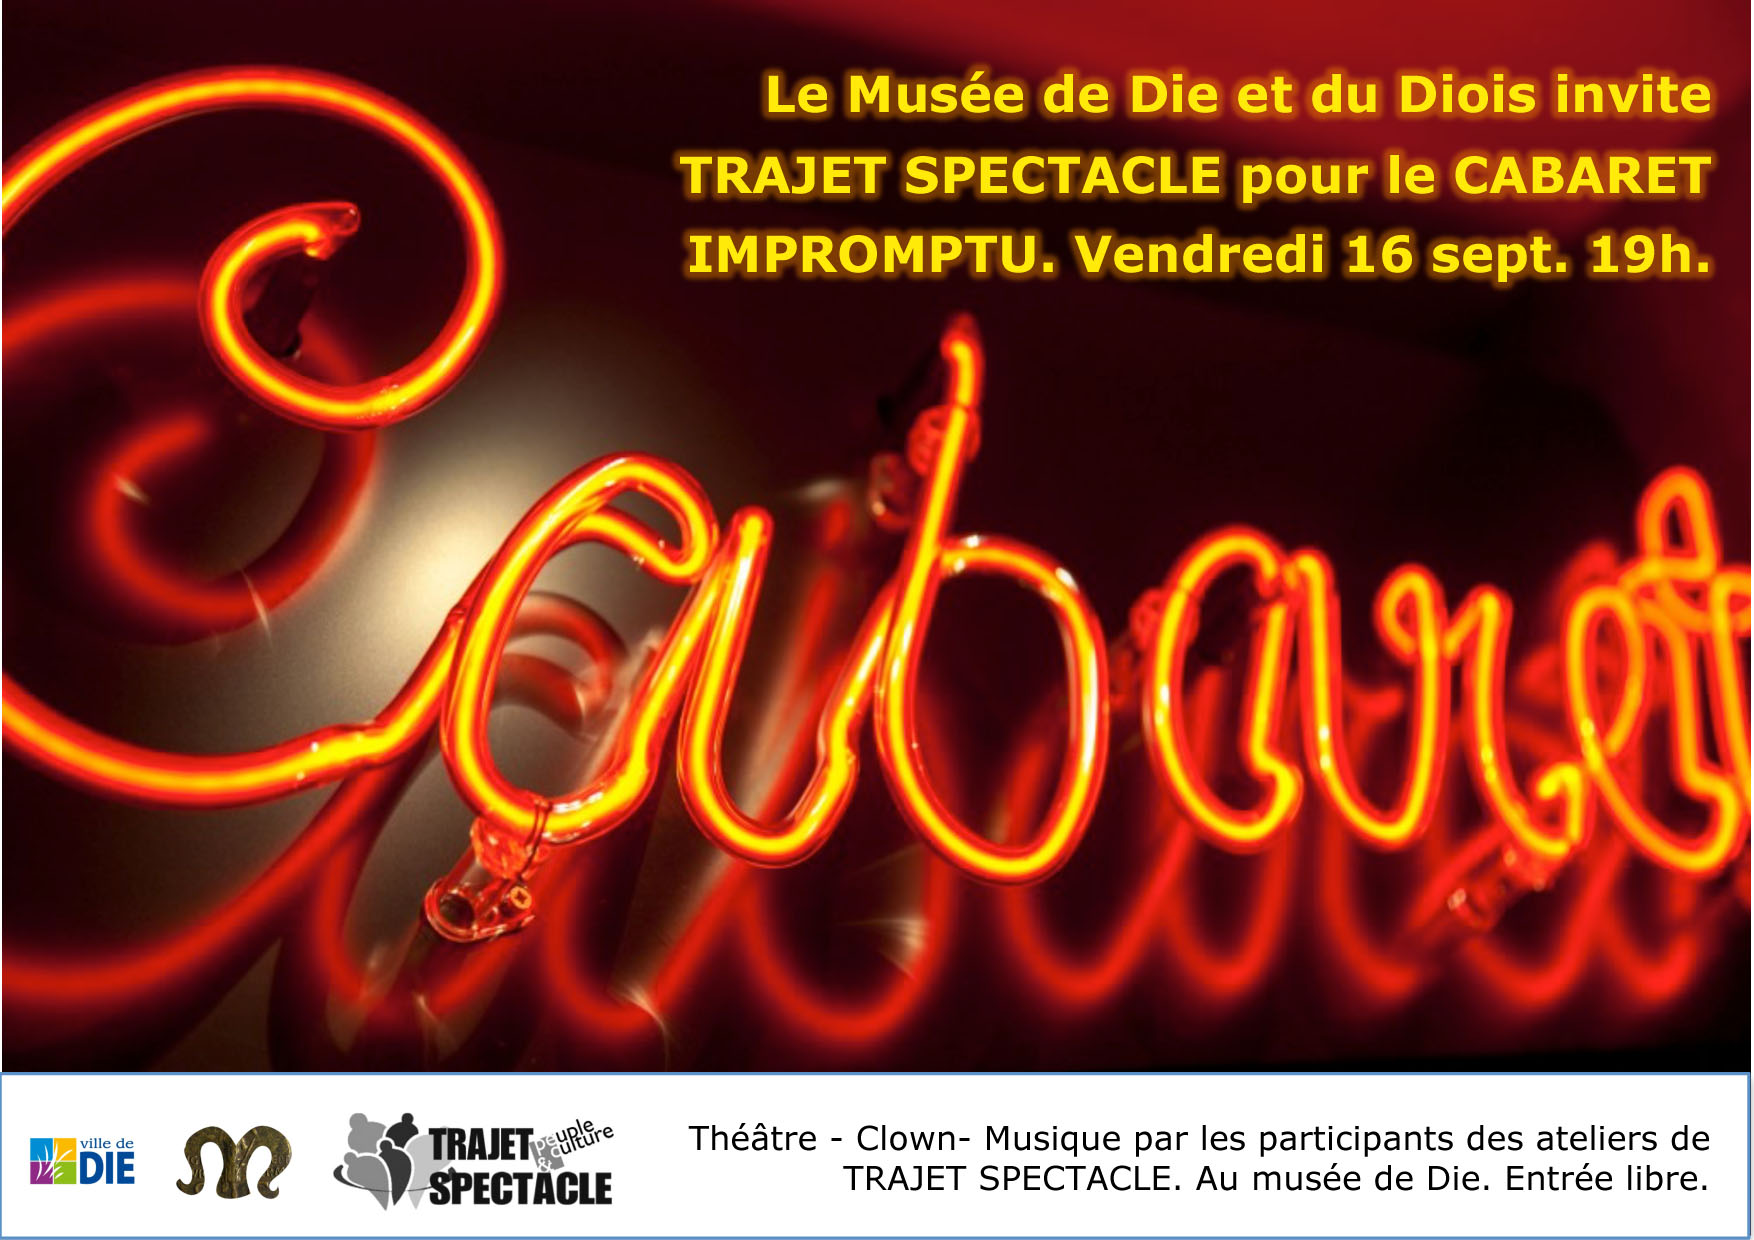 Le Musée de Die et du Diois invite
TRAJET SPECTACLE pour le CABARET
IMPROMPTU. Vendredi 16 sept. 19h.
Cabaret
ville de
DIE
TRAJET
peuple
& culture
SPECTACLE
Théâtre - Clown- Musique par les participants des ateliers de
TRAJET SPECTACLE. Au musée de Die. Entrée libre.